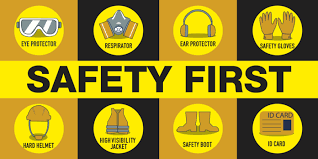 EYE PROTECTOR
RESPIRATOR
EAR PROTECTOR
SAFETY GLOVES
SAFETY FIRST
HARD HELMET
HIGH VISIBILITY
JACKET
SAFETY BOOT
ID CARD
ID CARD